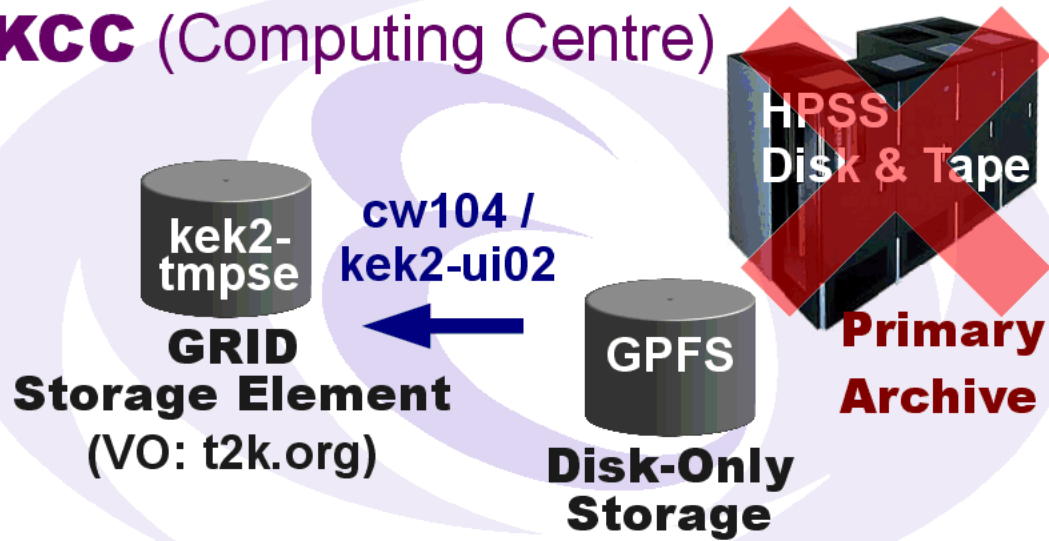 KCC (Computing Centre)
HPSS
Disk & Tape
Primary
Archive
kek2-
tmpse
GRID
Storage Element
(VO: t2k.org)
cw104 /
kek2-ui02
GPFS
Disk-Only
Storage